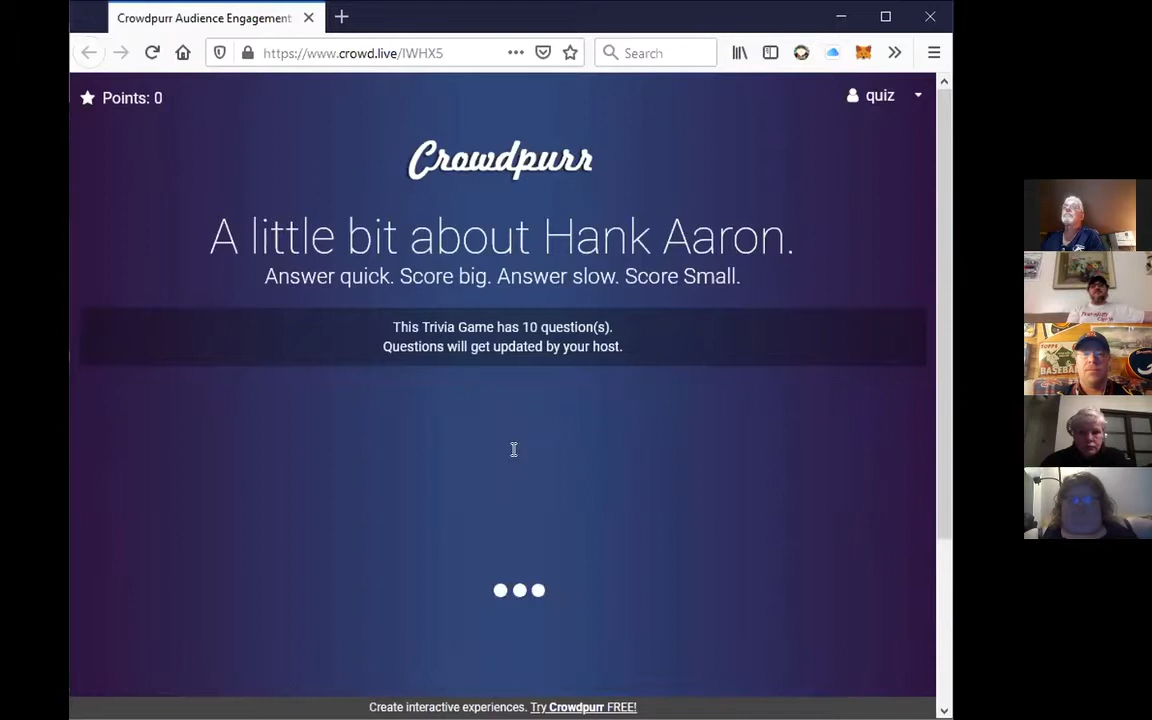 Crowdpurr Audience Engagement
https://www.crowd.live/IWHX5
Search
Points: 0
quiz
Crowdpurr
A little bit about Hank Aaron.
Answer quick. Score big. Answer slow. Score Small.
This Trivia Game has 10 question(s).
Questions will get updated by your host.
TOPPS
BASEBALL
Create interactive experiences. Try Crowdpurr FREE!